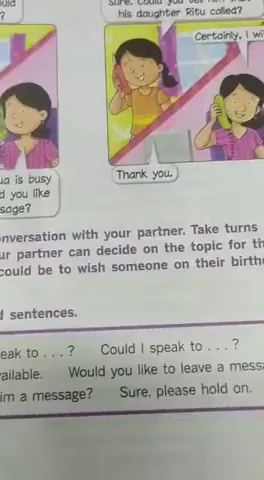 Sure. Could you tell him that
his daughter Ritu called?
Certainly, I wi
Thank you.
is busy
you like
sage?
onversation with your partner. Take turns
ur partner can decide on the topic for th
could be to wish someone on their birth
d sentences.
eak to . . . ? Could I speak to . . . ?
vailable. Would you like to leave a messa
im a message? Sure, please hold on.